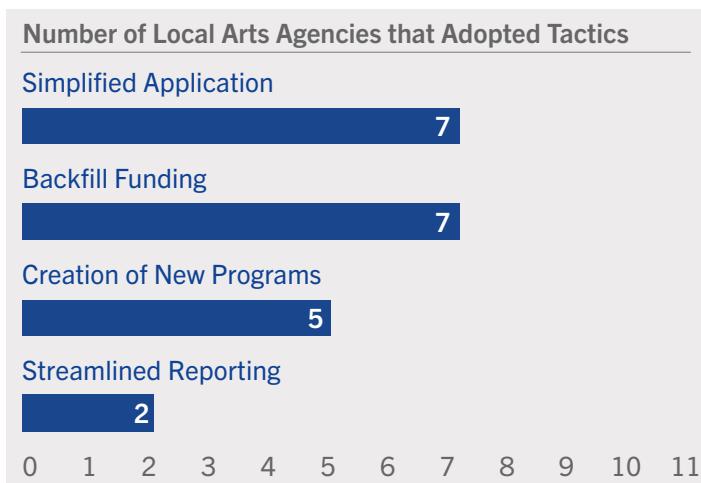 Number of Local Arts Agencies that Adopted Tactics
Simplified Application
7
Backfill Funding
7
Creation of New Programs
5
Streamlined Reporting
2
0 1 2 3 4 5 6 7 8 9 10 11